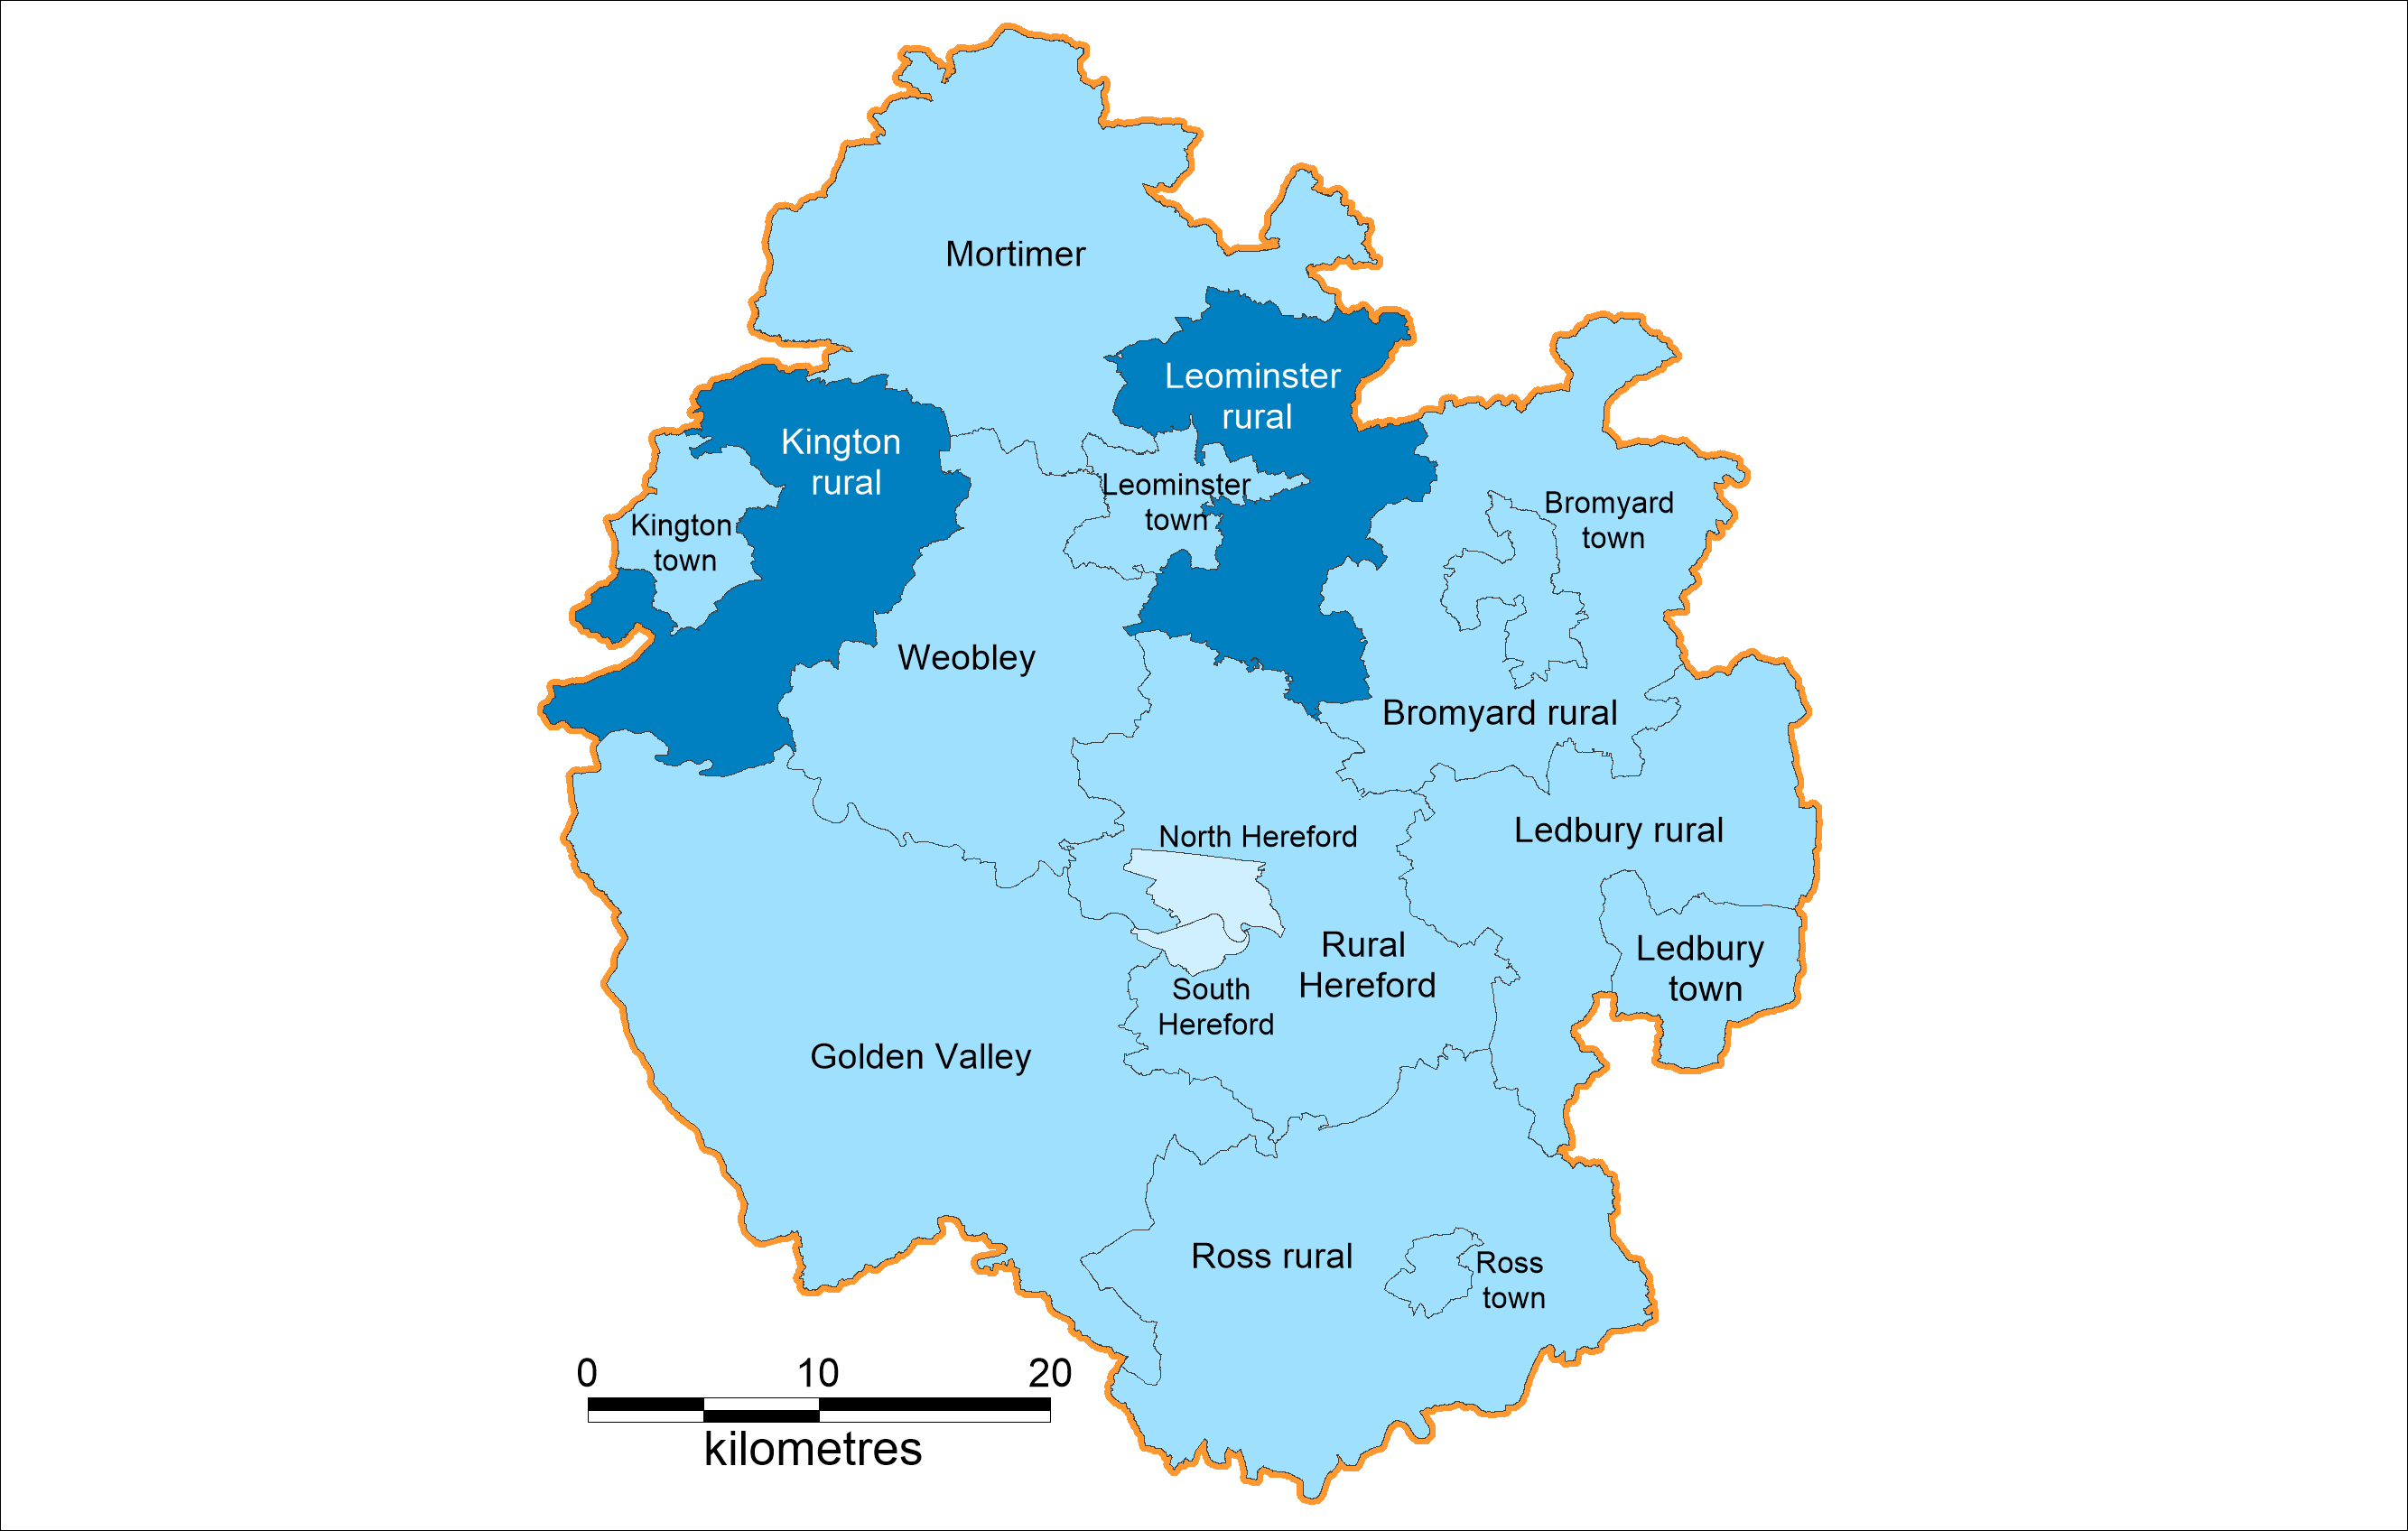 Mortimer
Leominster
rural
Kington
rural
Leominster
town
Bromyard
town
Kington
town
Weobley
Bromyard rural
North Hereford
Ledbury rural
Rural
Hereford
Ledbury
town
South
Hereford
Golden Valley
Ross rural
Ross
town
0 10 20
kilometres